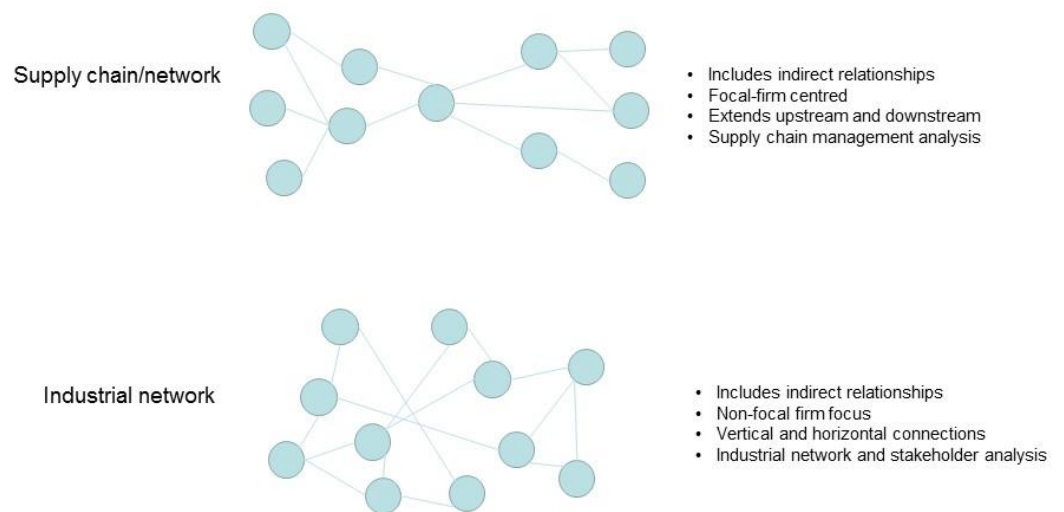 Supply chain/network
• Includes indirect relationships
• Focal-firm centred
• Extends upstream and downstream
• Supply chain management analysis
Industrial network
• Includes indirect relationships
• Non-focal firm focus
• Vertical and horizontal connections
• Industrial network and stakeholder analysis